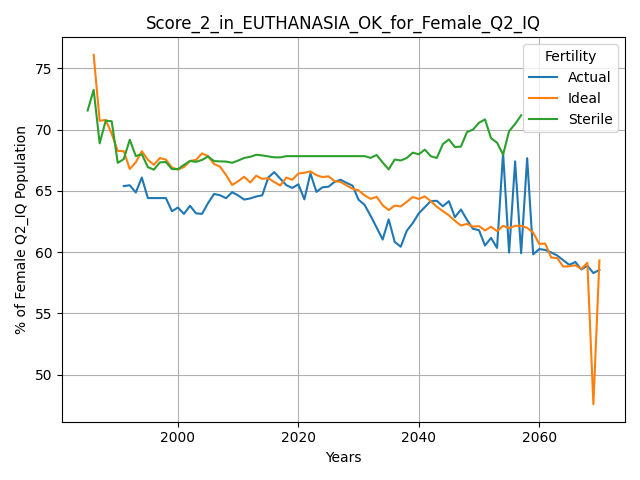 Score_2_in_EUTHANASIA_OK_for_Female_Q2_IQ
Fertility
Actual
Ideal
Sterile
% of Female Q2_IQ Population
75
70
65
60
55
50
2000
2020
2040
2060
Years